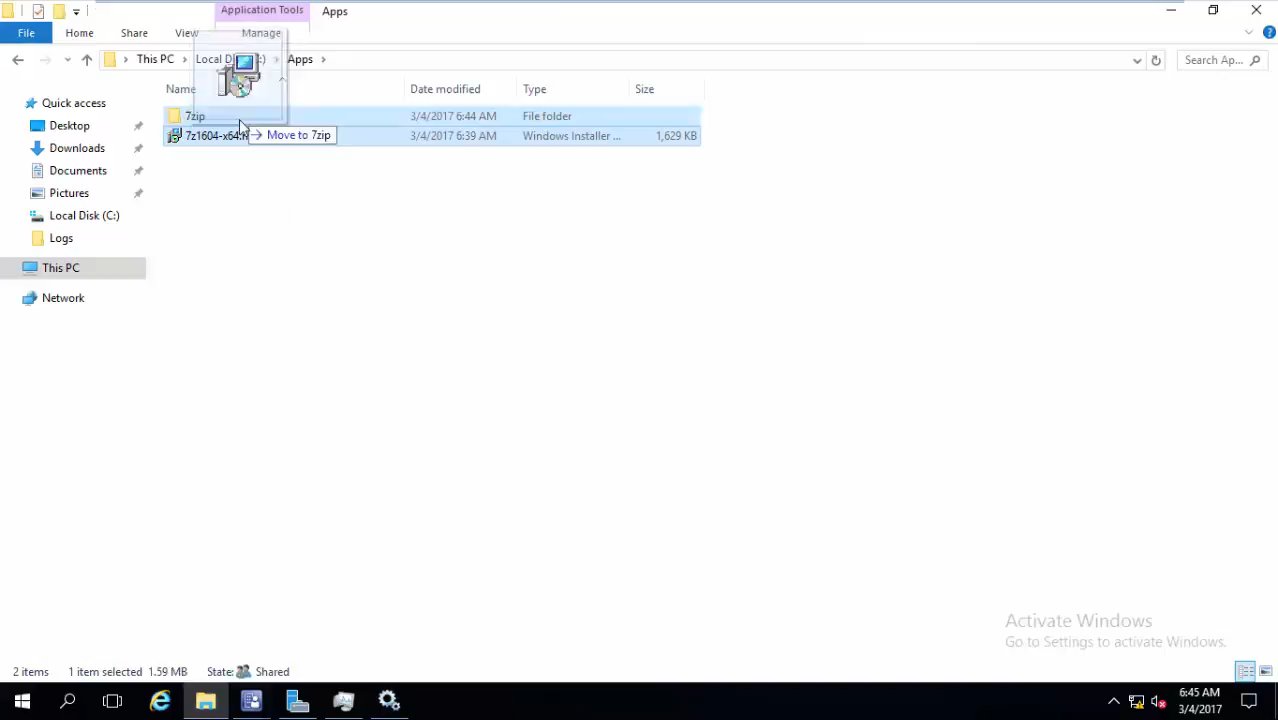 Application Tools
Apps
File
Home
Share
View
Manage
This PC
Local D
:)
Apps
Search Ap...
Name
Date modified
Type
Size
Quick access
Desktop
Downloads
Documents
Pictures
Local Disk (C:)
Logs
This PC
Network
7zip
3/4/2017 6:44 AM
File folder
7z1604-x64.
Move to 7zip
3/4/2017 6:39 AM
Windows Installer ...
1,629 KB
Activate Windows
Go to Settings to activate Windows.
2 items
1 item selected 1.59 MB
State:
Shared
6:45 AM
3/4/2017